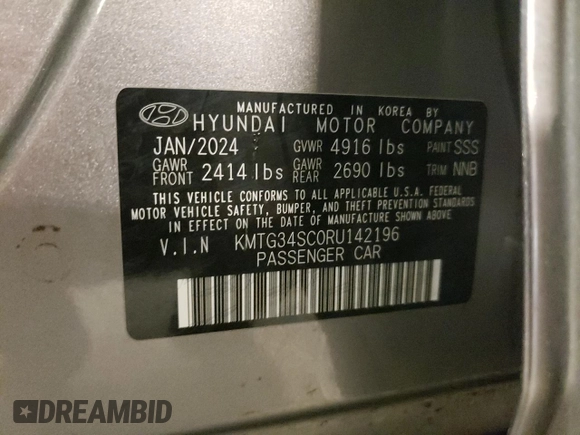 MANUFACTURED IN KOREA BY
HYUNDAI MOTOR COMPANY
JAN/2024 GVWR 4916 lbs PAINT SSS
GAWR FRONT 2414 lbs GAWR REAR 2690 lbs TRIM NNB
THIS VEHICLE CONFORMS TO ALL APPLICABLE U.S.A. FEDERAL
MOTOR VEHICLE SAFETY, BUMPER, AND THEFT PREVENTION STANDARDS
IN EFFECT ON THE DATE OF MANUFACTURE SHOWN ABOVE.
V.I.N KMTG34SC0RU142196
PASSENGER CAR
DREAMBID